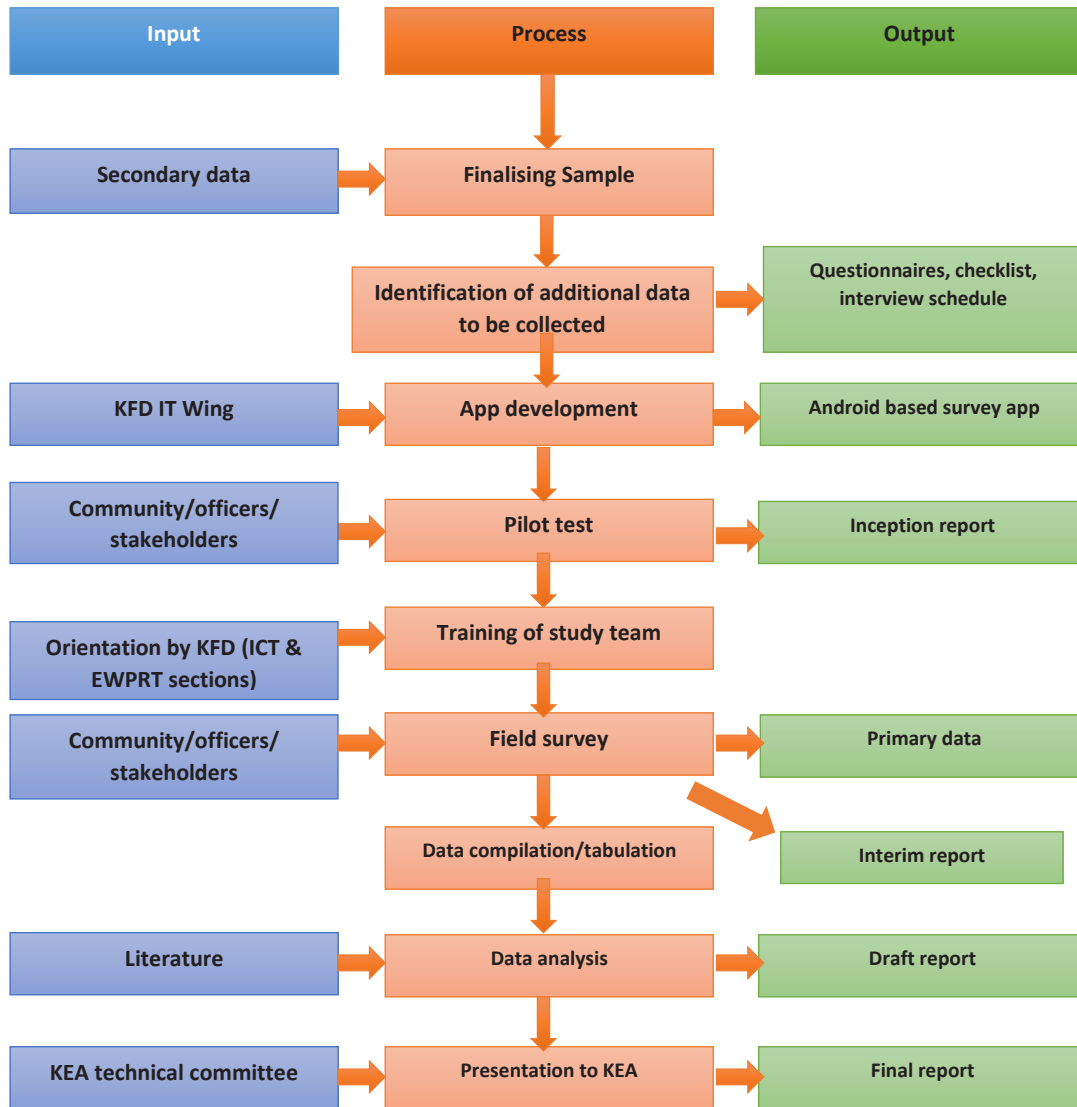 Input
Process
Output
Secondary data
Finalising Sample
Identification of additional data
to be collected
Questionnaires, checklist,
interview schedule
KFD IT Wing
App development
Android based survey app
Community/officers/
stakeholders
Pilot test
Inception report
Orientation by KFD (ICT &
EWPRT sections)
Training of study team
Community/officers/
stakeholders
Field survey
Primary data
Data compilation/tabulation
Interim report
Literature
Data analysis
Draft report
KEA technical committee
Presentation to KEA
Final report